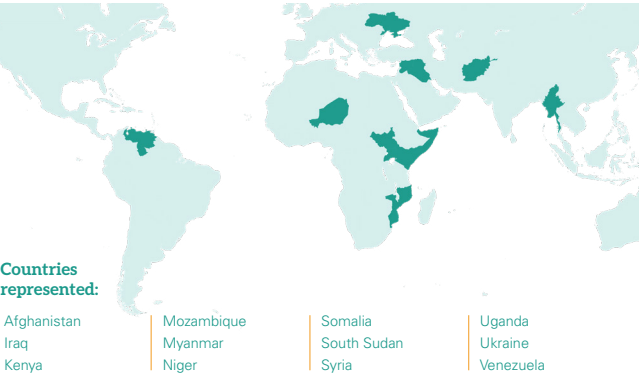 Countries
represented:
Afghanistan
Iraq
Kenya
Mozambique
Myanmar
Niger
Somalia
South Sudan
Syria
Uganda
Ukraine
Venezuela